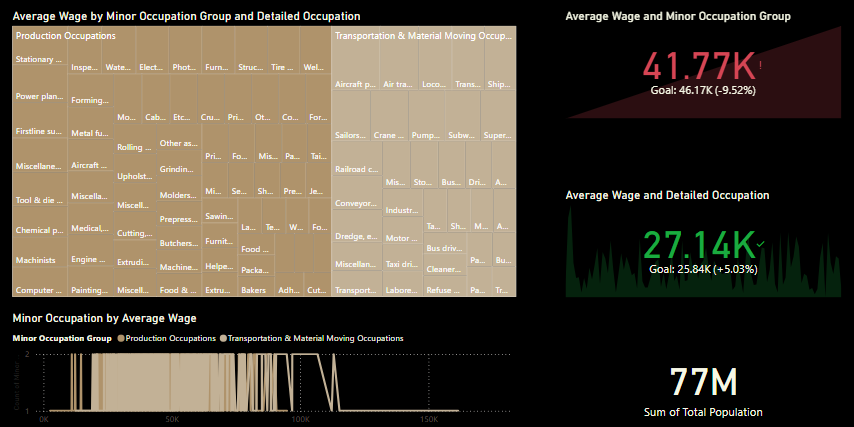 Average Wage by Minor Occupation Group and Detailed Occupation
Production Occupations
Stationary ...
Inspe...
Wate...
Elect...
Phot...
Furn...
Struc...
Tire ...
Wel...
Power plan...
Forming...
Mo...
Cab...
Etc...
Cru...
Pri...
Ot...
Co...
For...
Firstline su...
Metal fu...
Rolling ...
Other as...
Pri...
Fo...
Mis...
Pa...
Tai...
Miscellane...
Aircraft ...
Upholst...
Grindin...
Mi...
Se...
Sh...
Pre...
Je...
Tool & die ...
Miscella...
Miscell...
Molders...
Sawin...
La...
Te...
W...
Fo...
Chemical p...
Medical,...
Cutting,...
Prepress...
Furnit...
Food ...
Machinists
Engine ...
Extrudi...
Butchers...
Helpe...
Packa...
Computer ...
Painting...
Miscell...
Machine...
Food & ...
Extru...
Bakers
Adh...
Cut...
Transportation & Material Moving Occup...
Aircraft p...
Air tra...
Loco...
Trans...
Ship...
Sailors...
Crane ...
Pump...
Subw...
Super...
Railroad c...
Mis...
Sto...
Bus...
Dri...
A...
Conveyor...
Industr...
Ta...
Sh...
M...
A...
Dredge, e...
Motor ...
Bus driv...
Pa...
Bu...
Miscellan...
Taxi dri...
Cleaner...
Transport...
Labore...
Refuse ...
Pa...
Tr...
Average Wage and Minor Occupation Group
41.77K!
Goal: 46.17K (-9.52%)
Average Wage and Detailed Occupation
27.14K
Goal: 25.84K (+5.03%)
Minor Occupation by Average Wage
Minor Occupation Group Production Occupations Transportation & Material Moving Occupations
2
1
0K 50K 100K 150K
77M
Sum of Total Population